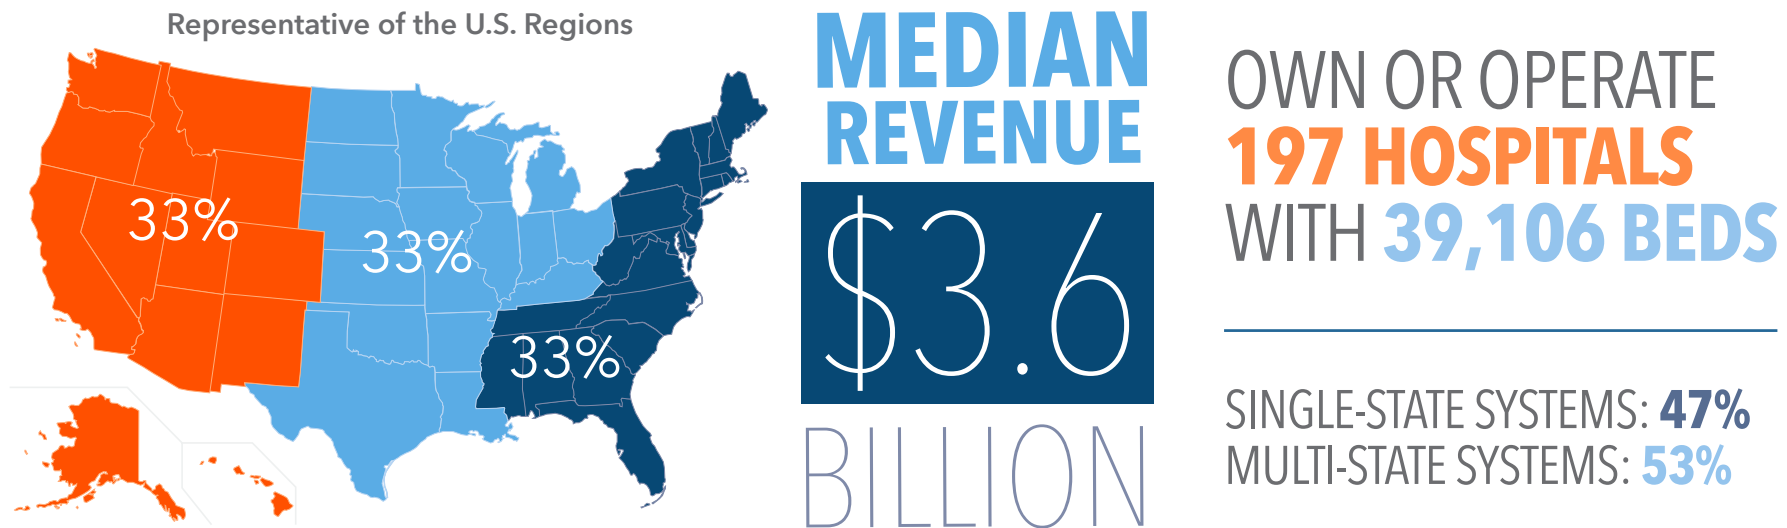 Representative of the U.S. Regions
33%
33%
33%
MEDIAN
REVENUE
$3.6
BILLION
OWN OR OPERATE
197 HOSPITALS
WITH 39,106 BEDS
SINGLE-STATE SYSTEMS: 47%
MULTI-STATE SYSTEMS: 53%